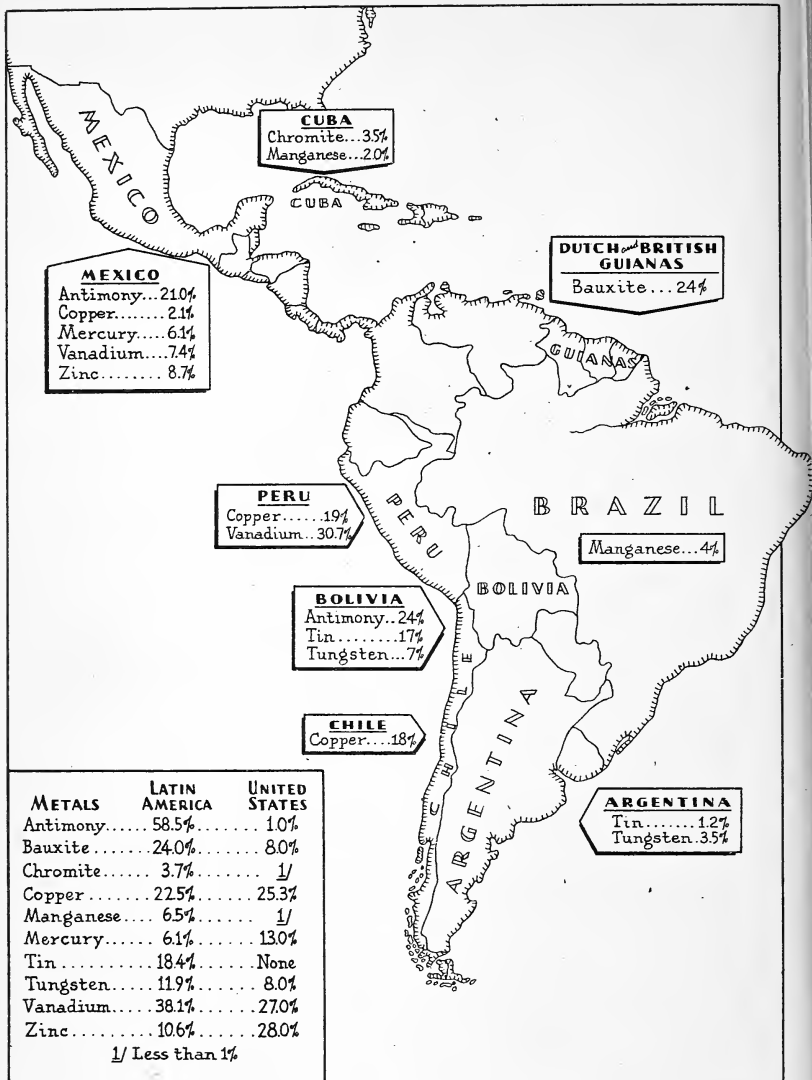 MEXICO
CUBA
Chromite...3.5%
Manganese...2.0%
CUBA
DUTCH and BRITISH
GUIANAS
Bauxite...24%
MEXICO
Antimony...21.0%
Copper........2.1%
Mercury.....6.1%
Vanadium....7.4%
Zinc........8.7%
GUIANAS
PERU
Copper......1.9%
Vanadium..30.7%
PERU
BRAZIL
Manganese...4%
BOLIVIA
BOLIVIA
Antimony..24%
Tin........17%
Tungsten...7%
CHILE
Copper....18%
CHILE
ARGENTINA
ARGENTINA
Tin.......1.2%
Tungsten.3.5%
METALS LATIN AMERICA UNITED STATES
Antimony......58.5%.......1.0%
Bauxite.......24.0%.......8.0%
Chromite......3.7%.......1/
Copper.......22.5%......25.3%
Manganese....6.5%......1/
Mercury......6.1%......13.0%
Tin..........18.4%......None
Tungsten.....11.9%......8.0%
Vanadium.....38.1%......27.0%
Zinc.........10.6%......28.0%
1/ Less than 1%